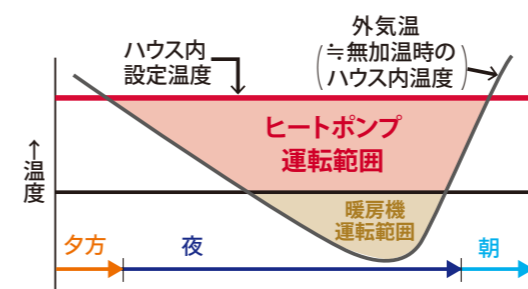 ハウス内
設定温度
外気温
(≒無加温時の
ハウス内温度)
ヒートポンプ
運転範囲
↑温度
暖房機
運転範囲
夕方
夜
朝